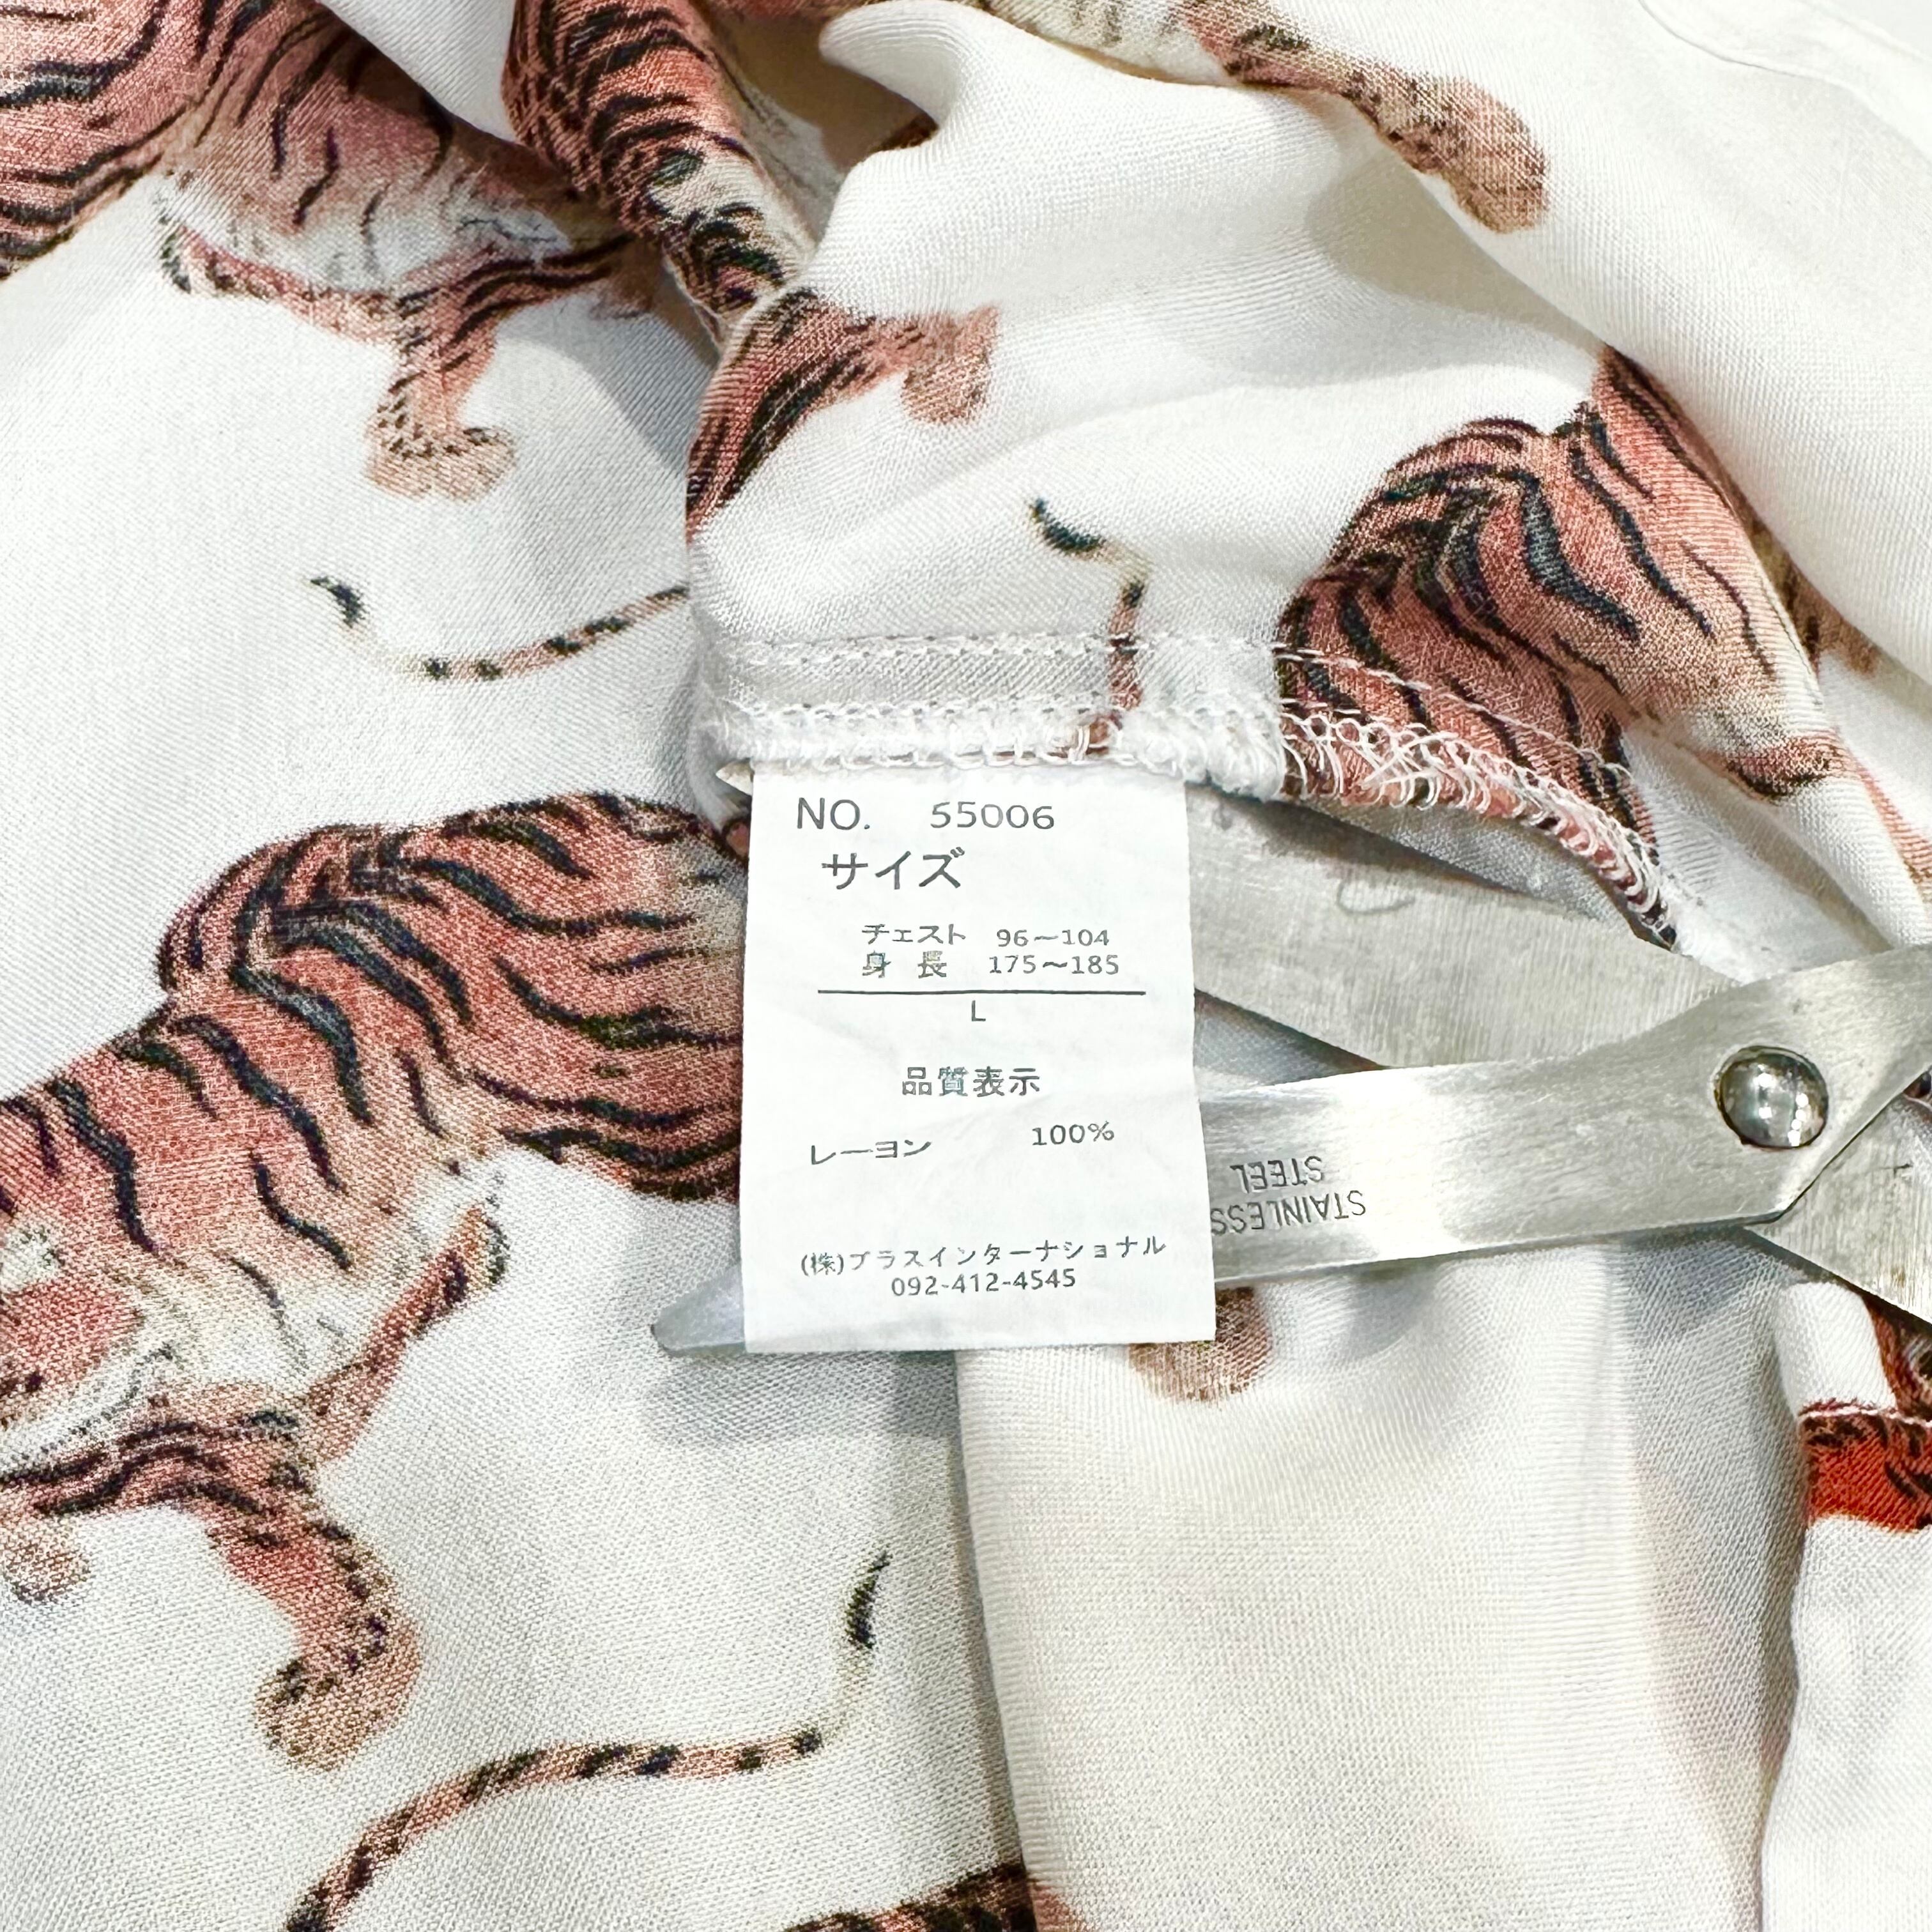 NO. 55006
サイズ
チェスト 96〜104
身 長 175〜185
L
品質表示
レーヨン 100%
(株)プラスインターナショナル
092-412-4545
STAINLESS
STEEL